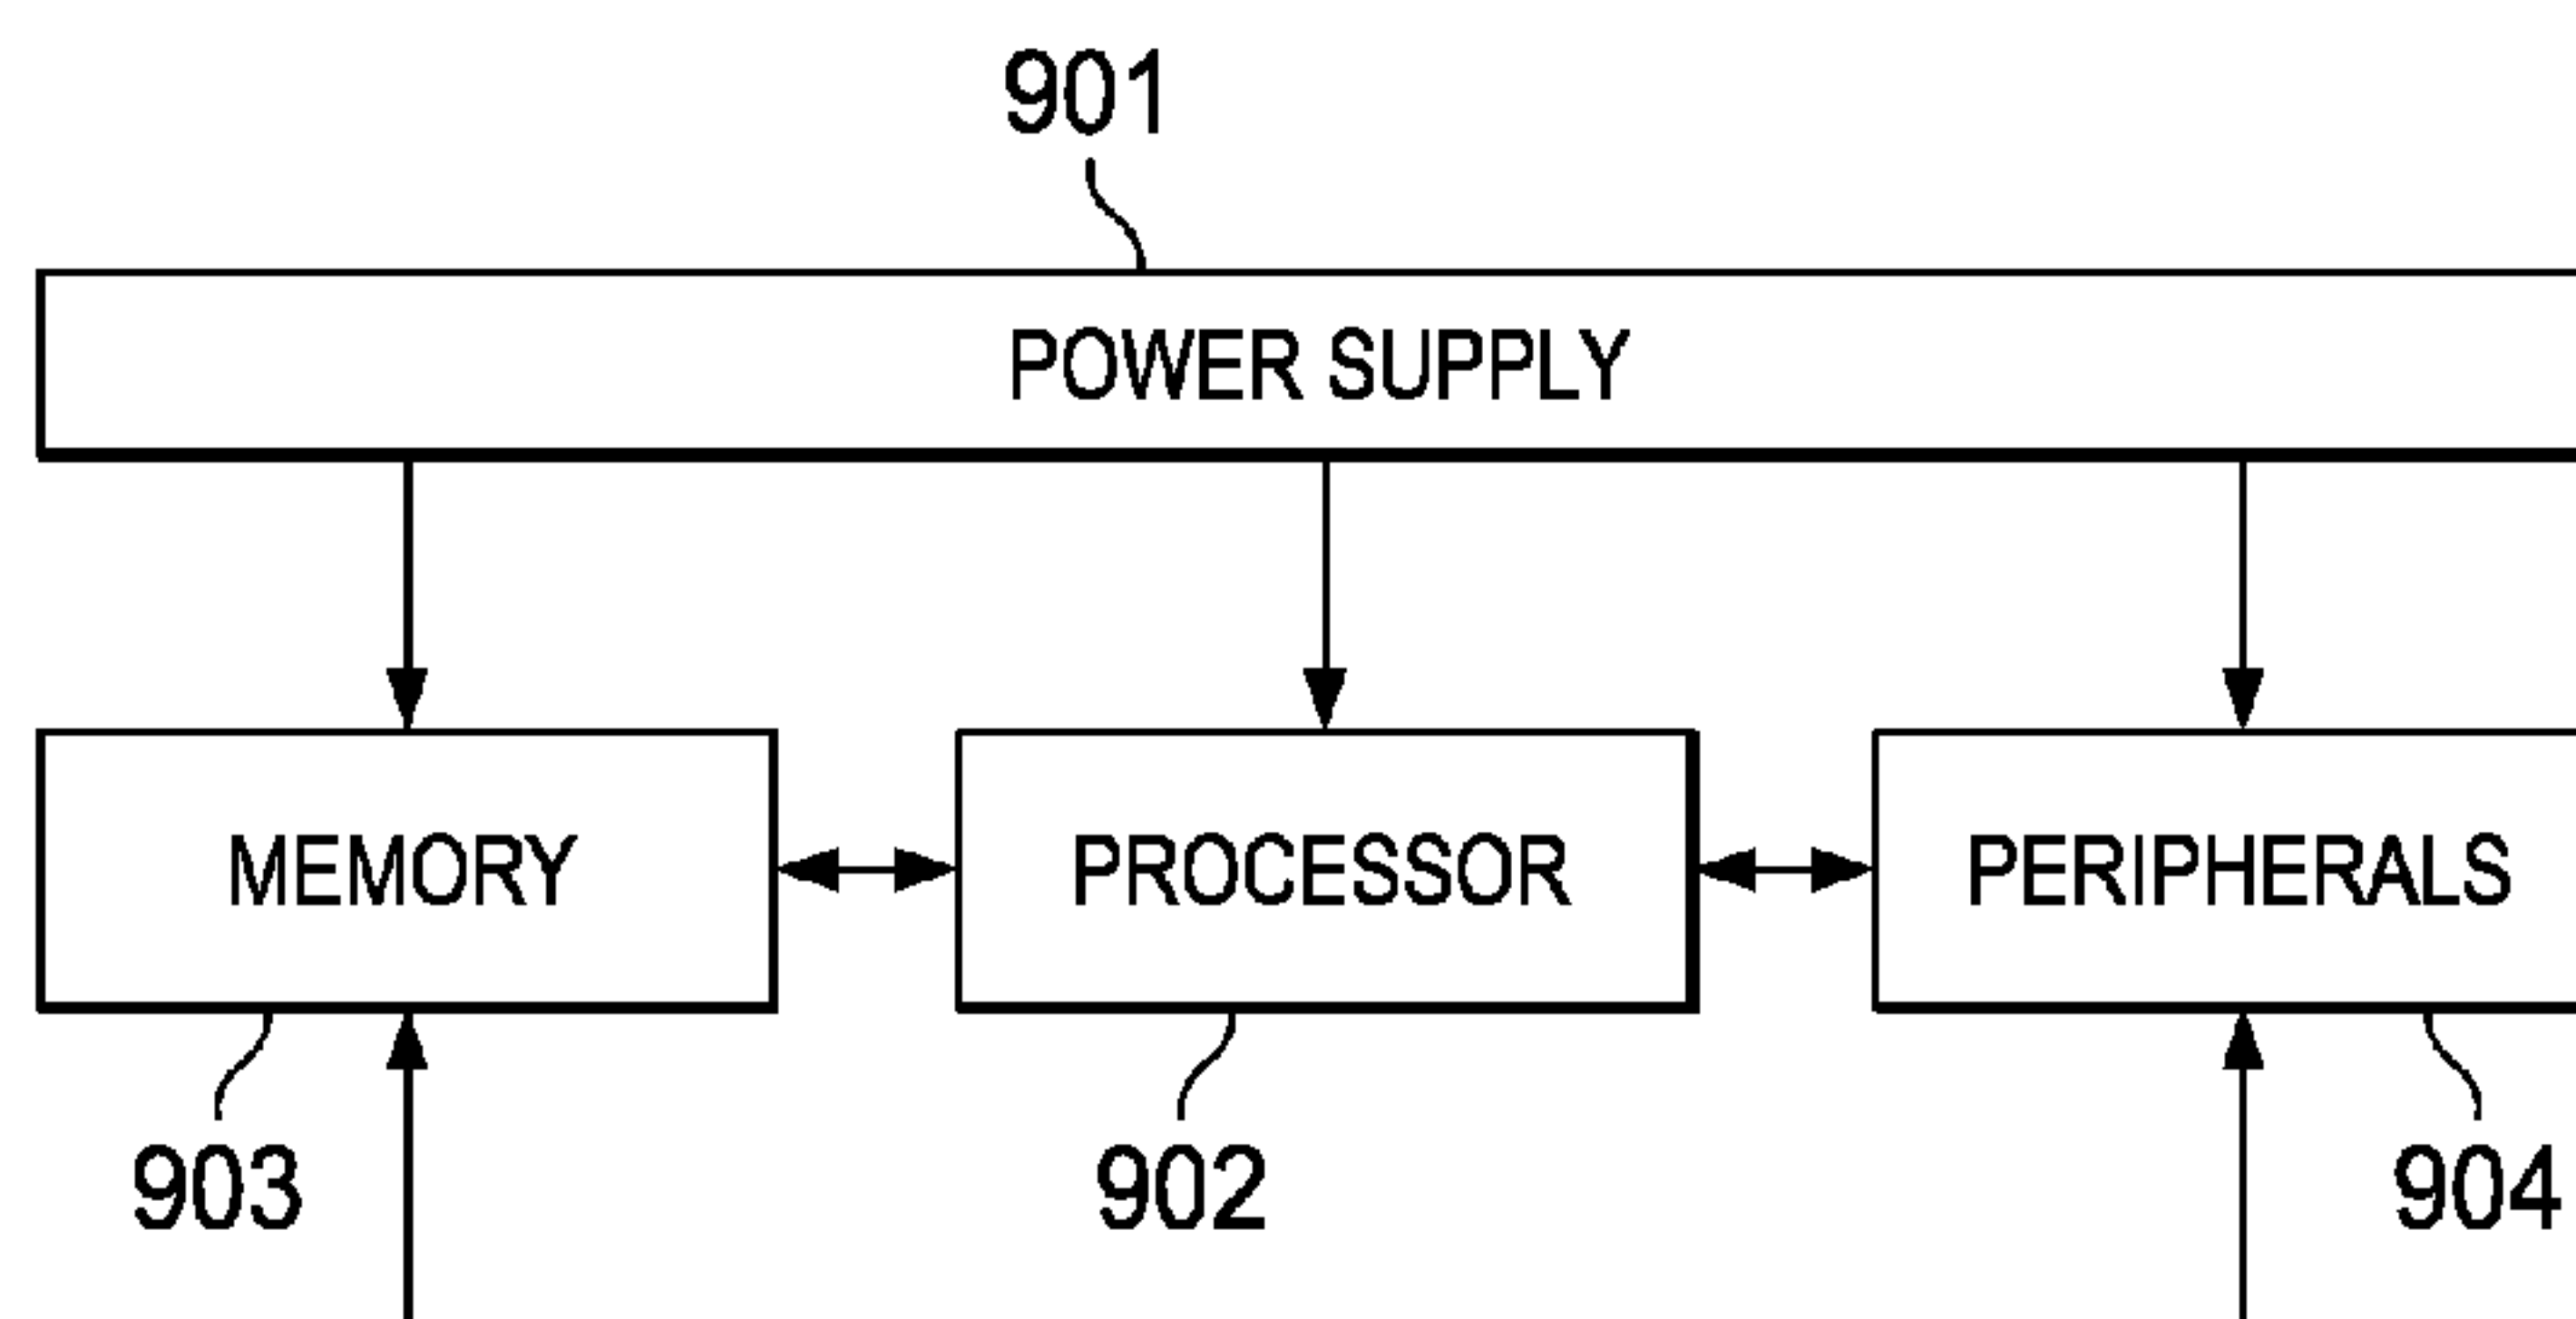 901
POWER SUPPLY
MEMORY
PROCESSOR
PERIPHERALS
903
902
904